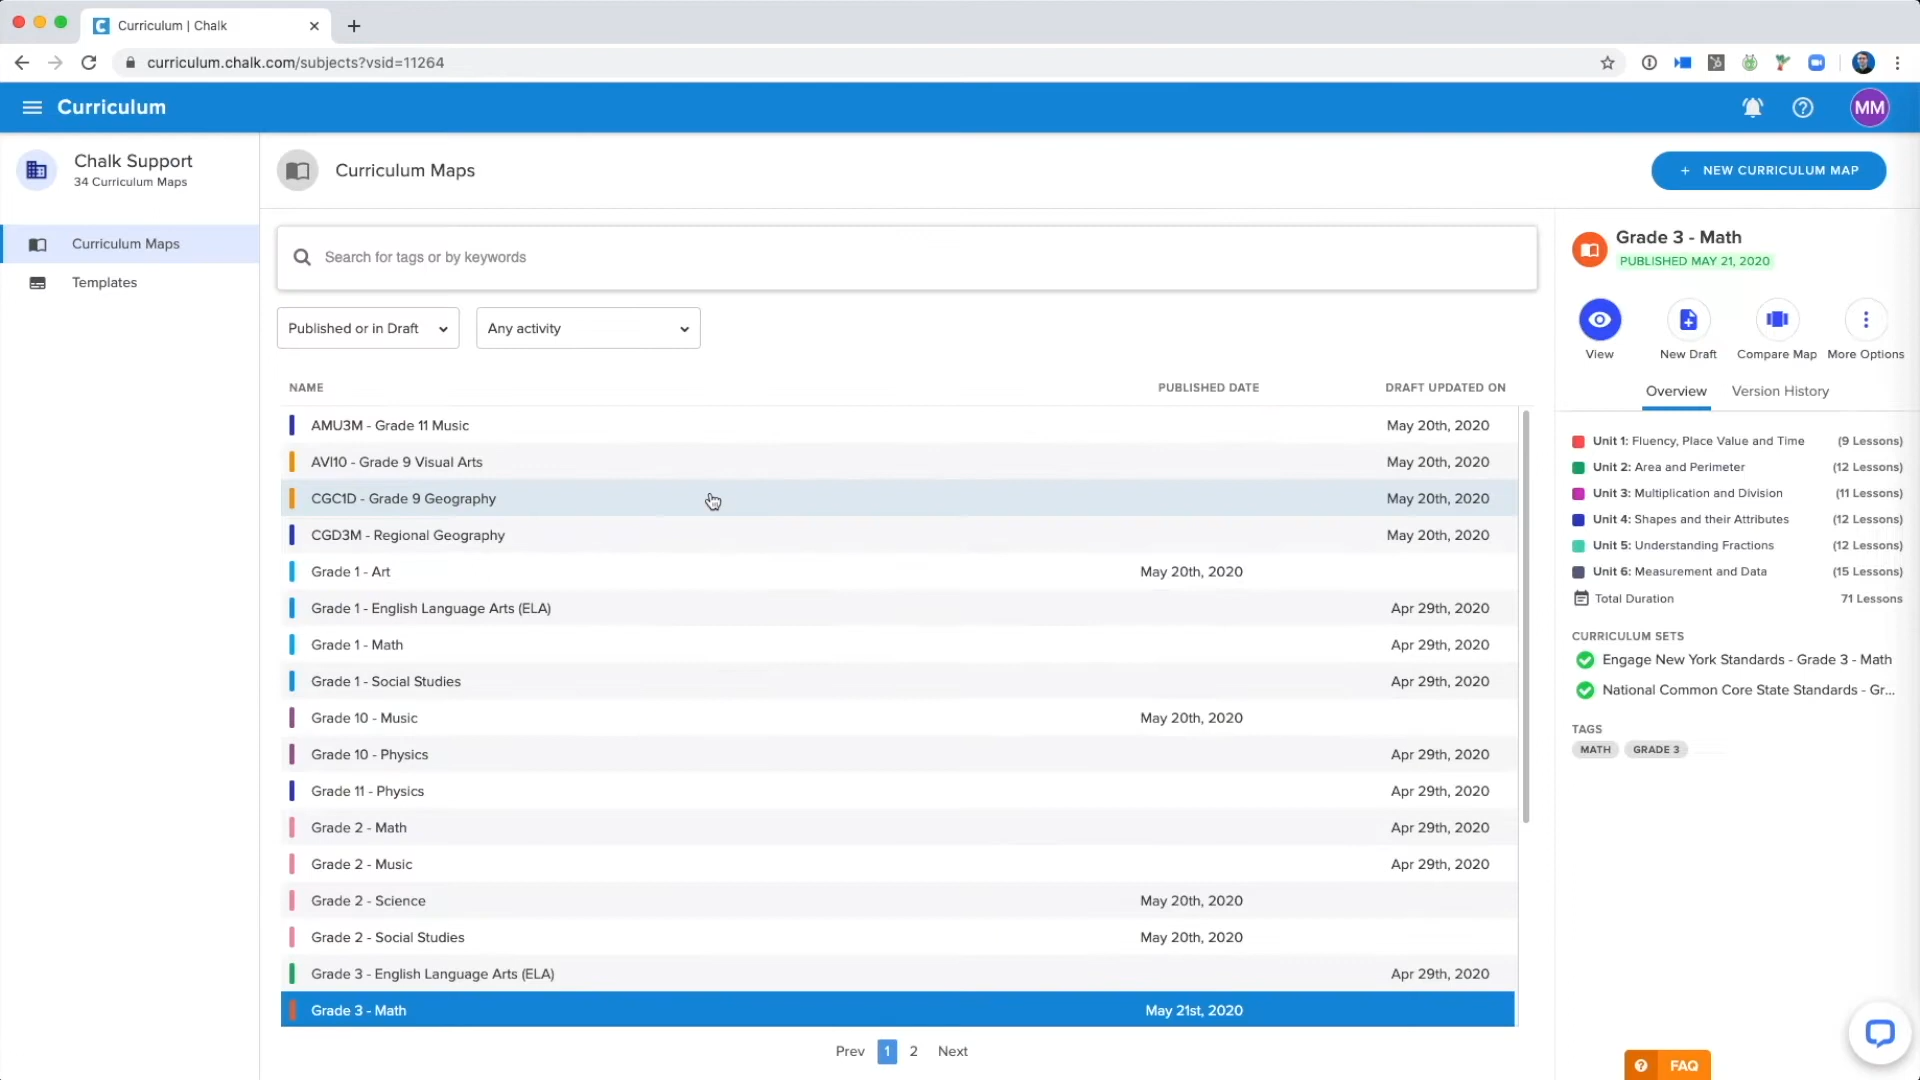 Curriculum | Chalk
curriculum.chalk.com/subjects?vsid=11264
Curriculum
MM
Chalk Support
34 Curriculum Maps
Curriculum Maps
Templates
Curriculum Maps
+ NEW CURRICULUM MAP
Search for tags or by keywords
Published or in Draft
Any activity
NAME PUBLISHED DATE DRAFT UPDATED ON
AMU3M - Grade 11 Music May 20th, 2020
AVI10 - Grade 9 Visual Arts May 20th, 2020
CGC1D - Grade 9 Geography May 20th, 2020
CGD3M - Regional Geography May 20th, 2020
Grade 1 - Art May 20th, 2020
Grade 1 - English Language Arts (ELA) Apr 29th, 2020
Grade 1 - Math Apr 29th, 2020
Grade 1 - Social Studies Apr 29th, 2020
Grade 10 - Music May 20th, 2020
Grade 10 - Physics Apr 29th, 2020
Grade 11 - Physics Apr 29th, 2020
Grade 2 - Math Apr 29th, 2020
Grade 2 - Music Apr 29th, 2020
Grade 2 - Science May 20th, 2020
Grade 2 - Social Studies May 20th, 2020
Grade 3 - English Language Arts (ELA) Apr 29th, 2020
Grade 3 - Math May 21st, 2020
Prev 1 2 Next
Grade 3 - Math
PUBLISHED MAY 21, 2020
View New Draft Compare Map More Options
Overview Version History
Unit 1: Fluency, Place Value and Time (9 Lessons)
Unit 2: Area and Perimeter (12 Lessons)
Unit 3: Multiplication and Division (11 Lessons)
Unit 4: Shapes and their Attributes (12 Lessons)
Unit 5: Understanding Fractions (12 Lessons)
Unit 6: Measurement and Data (15 Lessons)
Total Duration 71 Lessons
CURRICULUM SETS
Engage New York Standards - Grade 3 - Math
National Common Core State Standards - Gr...
TAGS
MATH GRADE 3
FAQ